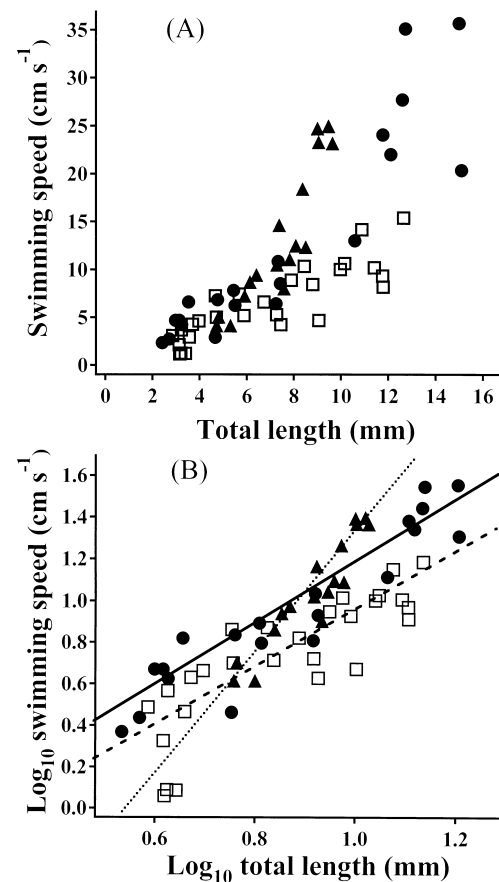 (A)
35
30
25
20
15
10
5
0
Swimming speed (cm s⁻¹)
0 2 4 6 8 10 12 14 16
Total length (mm)
(B)
1.6
1.4
1.2
1.0
0.8
0.6
0.4
0.2
0.0
Log₁₀ swimming speed (cm s⁻¹)
0.6 0.8 1.0 1.2
Log₁₀ total length (mm)